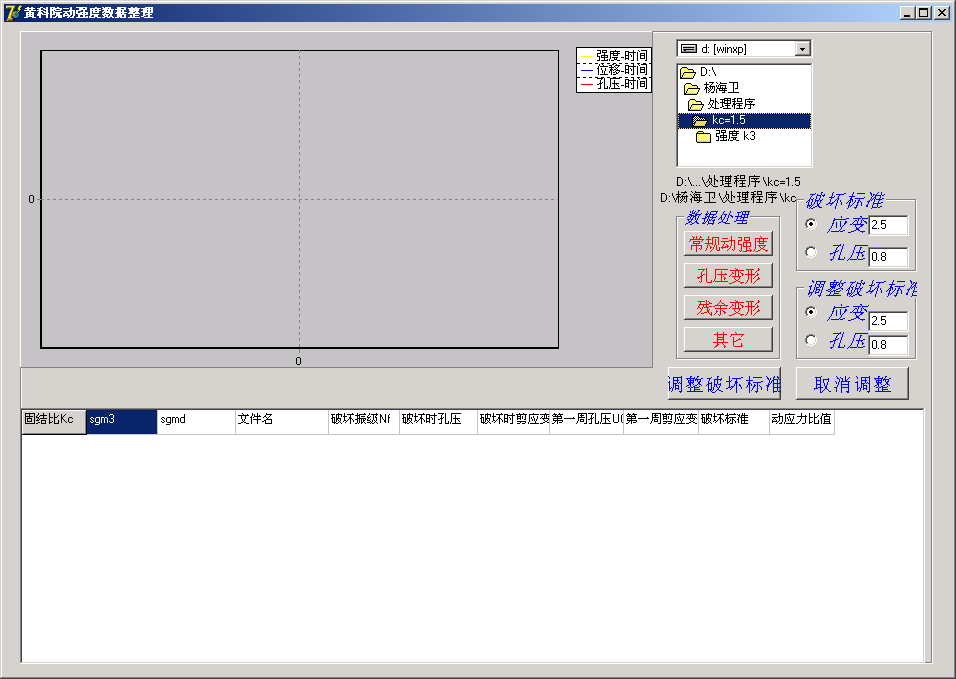 黄科院动强度数据整理
强度-时间
位移-时间
孔压-时间
0
0
d: [winxp]
D:\
杨海卫
处理程序
kc=1.5
强度 k3
D:\...\处理程序\kc=1.5
D:\杨海卫\处理程序\kc
数据处理
常规动强度
孔压变形
残余变形
其它
破坏标准
应变 2.5
孔压 0.8
调整破坏标准
应变 2.5
孔压 0.8
调整破坏标准
取消调整
固结比Kc sgm3 sgmd 文件名 破坏振级Nf 破坏时孔压 破坏时剪应变 第一周孔压U 第一周剪应变 破坏标准 动应力比值